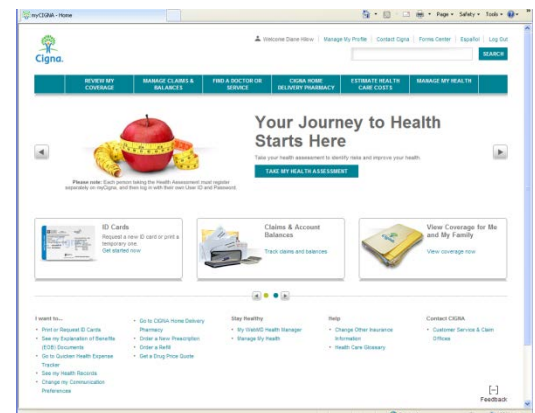 myCIGNA - Home
Page Safety Tools
Welcome Diane Manage My Profile Contact Cigna Forms Center Español Log Out
Cigna.
SEARCH
REVIEW MY COVERAGE
MANAGE CLAIMS & BALANCES
FIND A DOCTOR OR SERVICE
CIGNA HOME DELIVERY PHARMACY
ESTIMATE HEALTH CARE COSTS
MANAGE MY HEALTH
Your Journey to Health
Starts Here
Take your health assessment to identify risks and improve your health.
TAKE MY HEALTH ASSESSMENT
Please note: Each person taking the Health Assessment must register
separately on myCigna, and then log in with their own User ID and Password.
ID Cards
Request a new ID card or print a
temporary one.
Get started now
Claims & Account
Balances
Track claims and balances
View Coverage for Me
and My Family
View coverage now
I want to...
Print or Request ID Cards
See my Explanation of Benefits
(EOB) Documents
Go to Quicken Health Expense
Tracker
See my Health Records
Change my Communication
Preferences
Go to CIGNA Home Delivery
Pharmacy
Order a New Prescription
Order a Refill
Get a Drug Price Quote
Stay Healthy
My WebMD Health Manager
Manage My Health
Help
Change Other Insurance
Information
Health Care Glossary
Contact CIGNA
Customer Service & Claim
Offices
[-]
Feedback